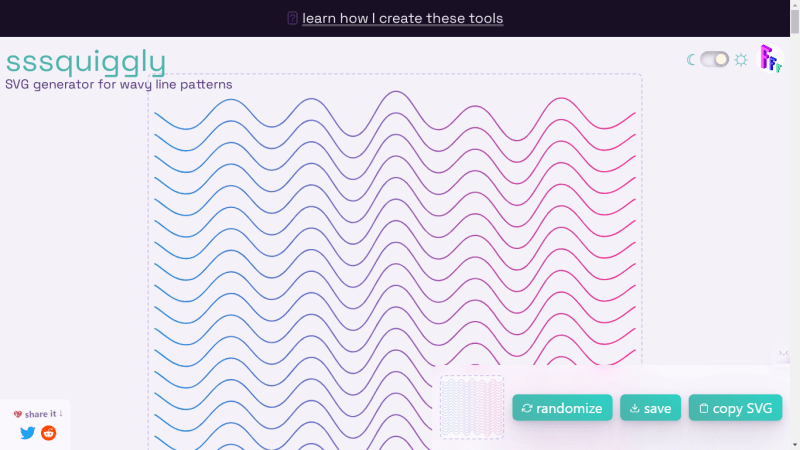 learn how I create these tools
sssquiggly
SVG generator for wavy line patterns
share it ↓
randomize
save
copy SVG